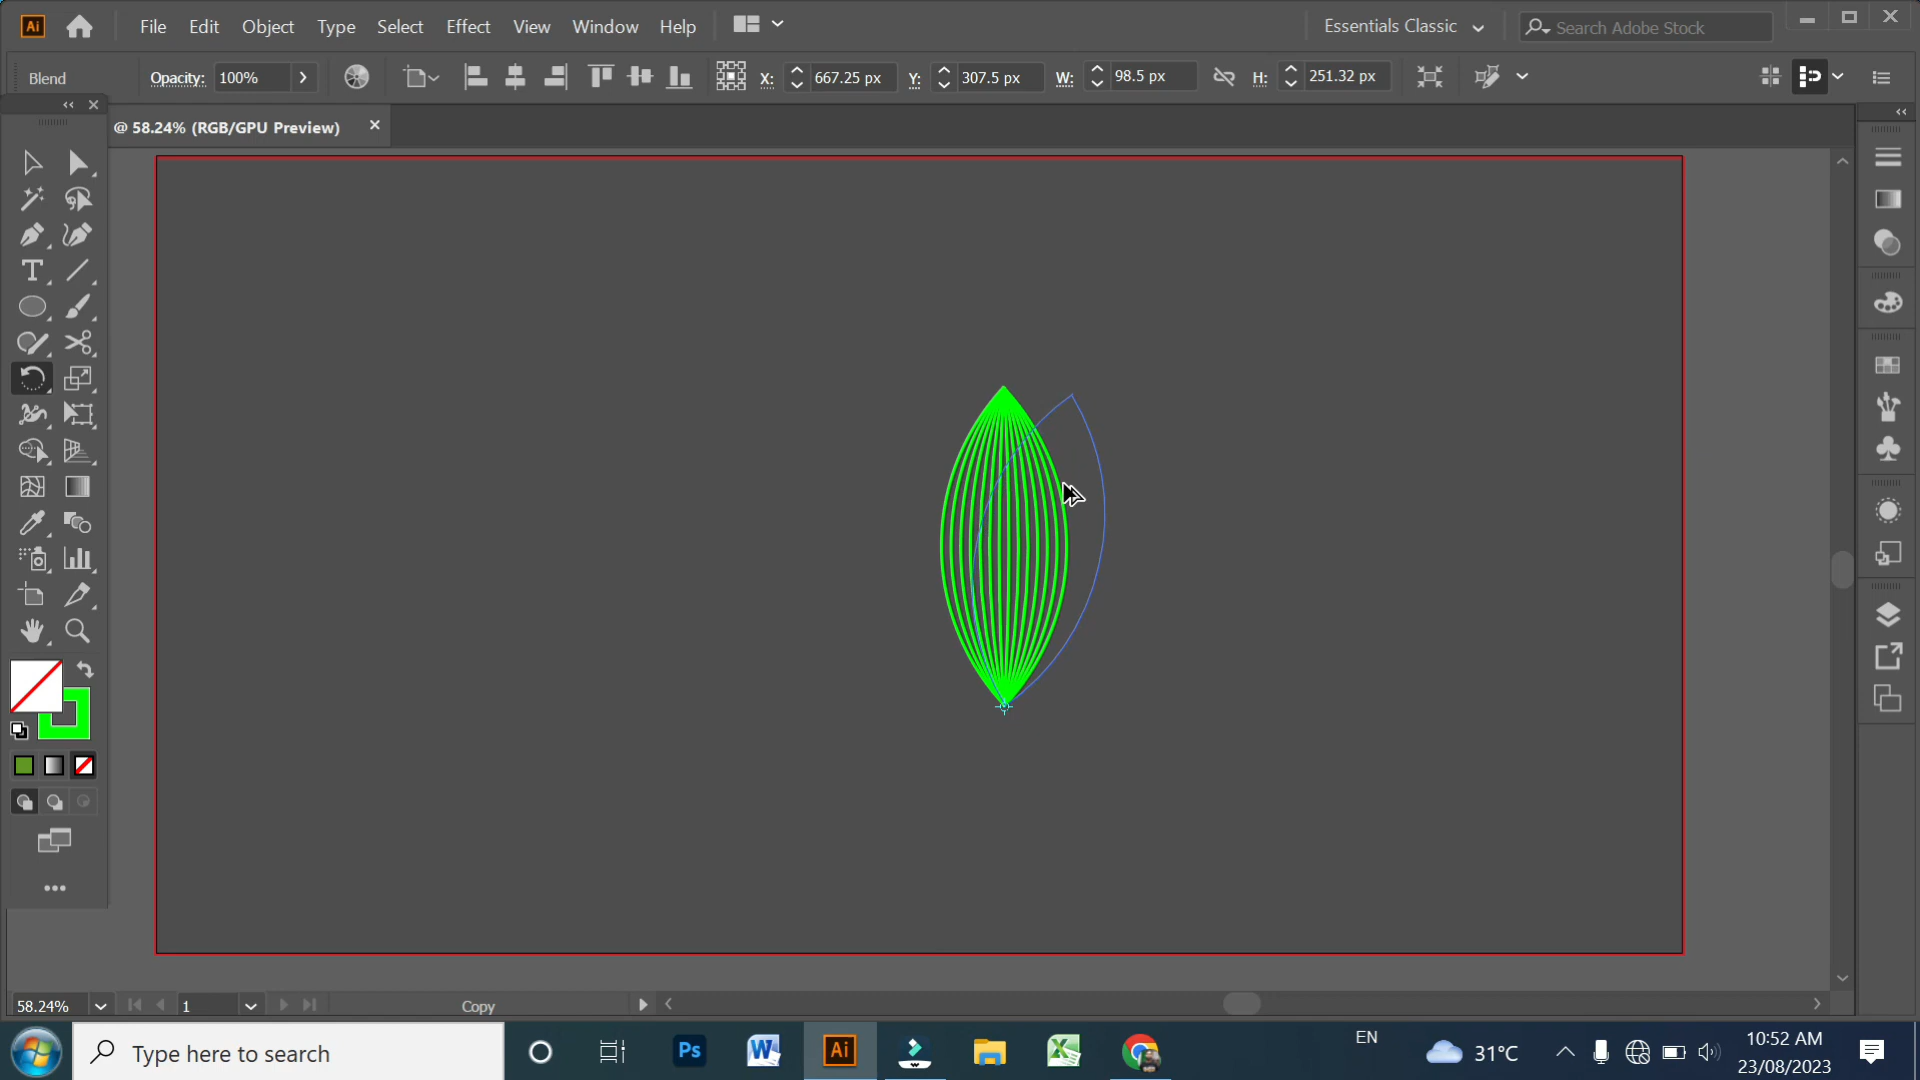 Ai File Edit Object Type Select Effect View Window Help Essentials Classic Search Adobe Stock
Blend Opacity: 100% X: 667.25 px Y: 307.5 px W: 98.5 px H: 251.32 px
@ 58.24% (RGB/GPU Preview)
58.24% 1 Copy
Type here to search Ps W Ai X EN 31°C 10:52 AM
23/08/2023